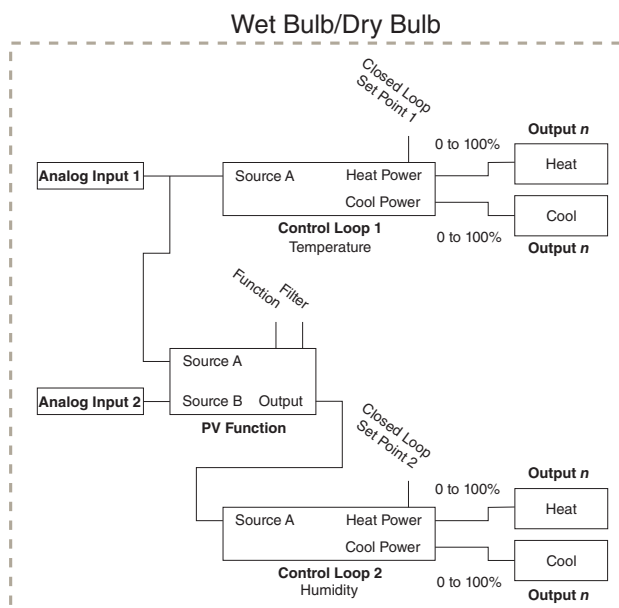 Wet Bulb/Dry Bulb
Closed Loop
Set Point 1
0 to 100%
Output n
Analog Input 1
Source A
Heat Power
Heat
Cool Power
Cool
Control Loop 1
0 to 100%
Temperature
Output n
Function
Filter
Source A
Analog Input 2
Source B
Output
PV Function
Closed Loop
Set Point 2
Output n
0 to 100%
Source A
Heat Power
Heat
Cool Power
Cool
Control Loop 2
0 to 100%
Humidity
Output n